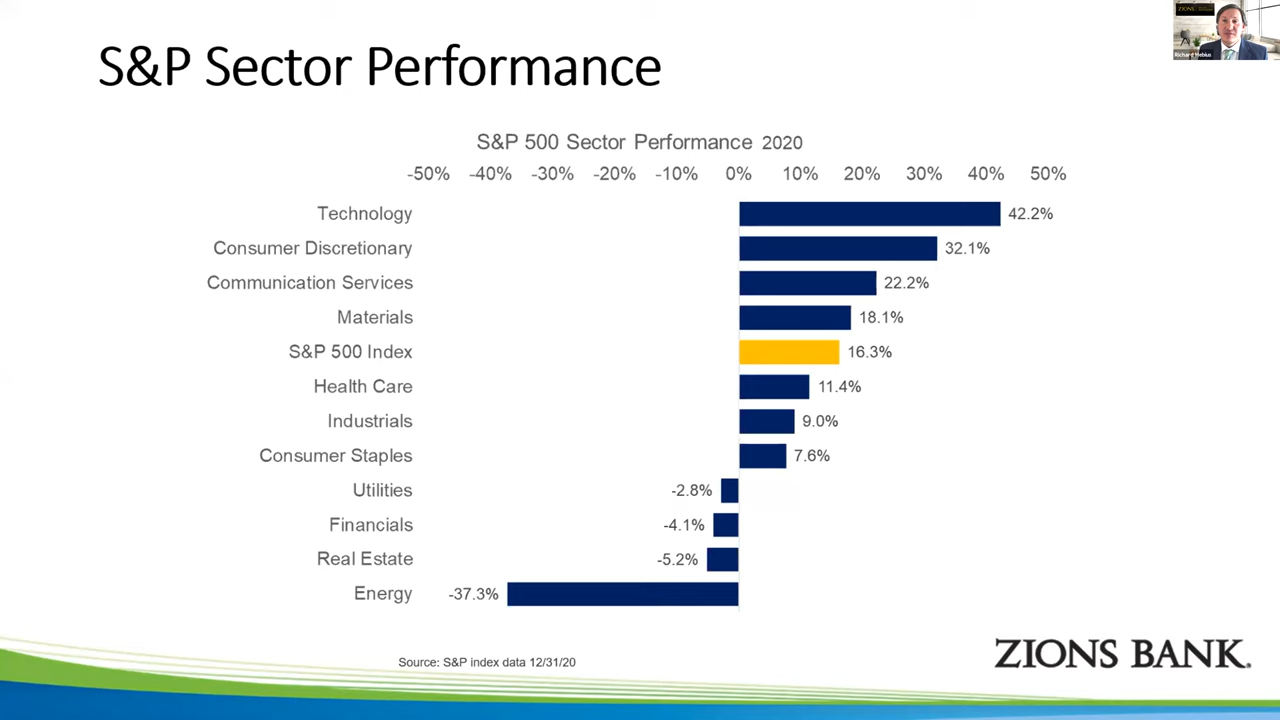 S&P Sector Performance
Richard Hebius
S&P 500 Sector Performance 2020
-50% -40% -30% -20% -10% 0% 10% 20% 30% 40% 50%
Technology 42.2%
Consumer Discretionary 32.1%
Communication Services 22.2%
Materials 18.1%
S&P 500 Index 16.3%
Health Care 11.4%
Industrials 9.0%
Consumer Staples 7.6%
Utilities -2.8%
Financials -4.1%
Real Estate -5.2%
Energy -37.3%
Source: S&P index data 12/31/20
ZIONS BANK.